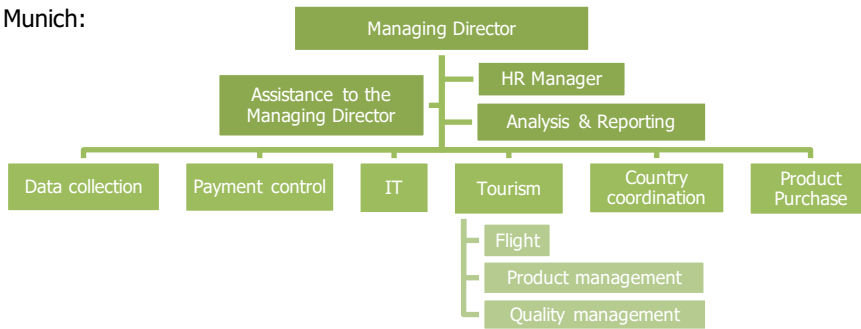 Munich:
Managing Director
HR Manager
Assistance to the
Managing Director
Analysis & Reporting
Data collection
Payment control
IT
Tourism
Country
coordination
Product
Purchase
Flight
Product management
Quality management